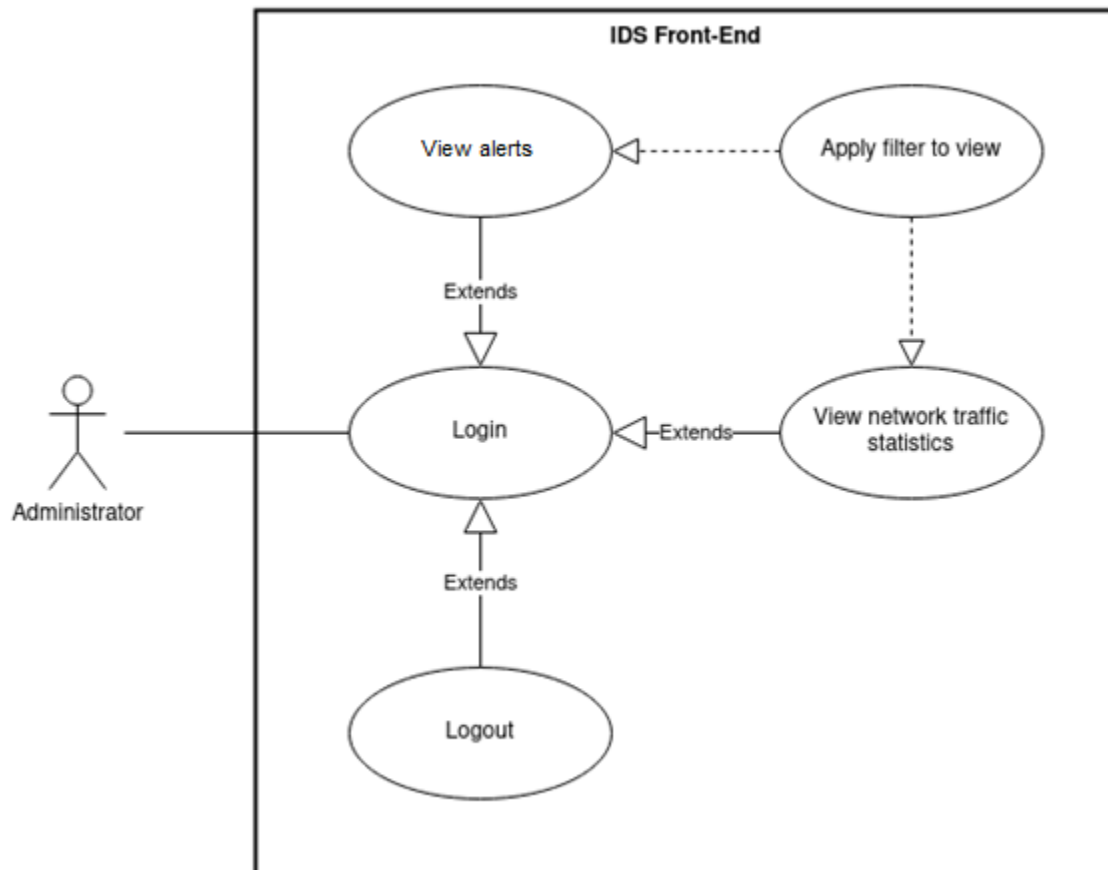 IDS Front-End
View alerts
Apply filter to view
Extends
Login
Extends
View network traffic
statistics
Administrator
Extends
Logout